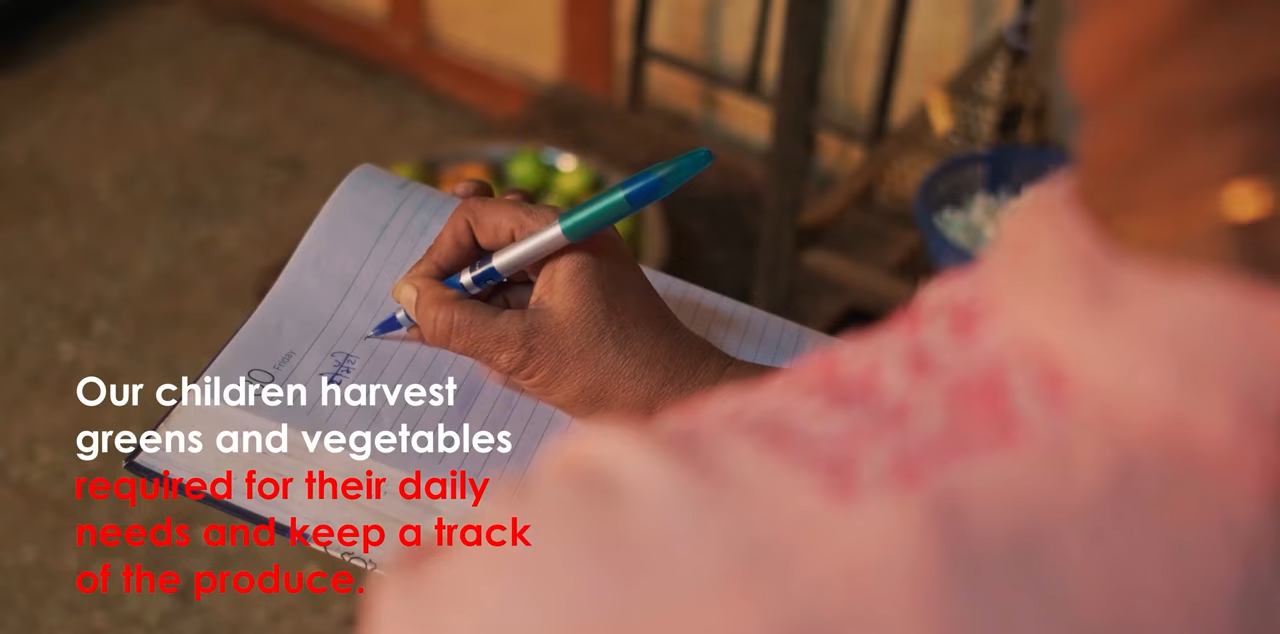 Friday
Our children harvest
greens and vegetables
required for their daily
needs and keep a track
of the produce.